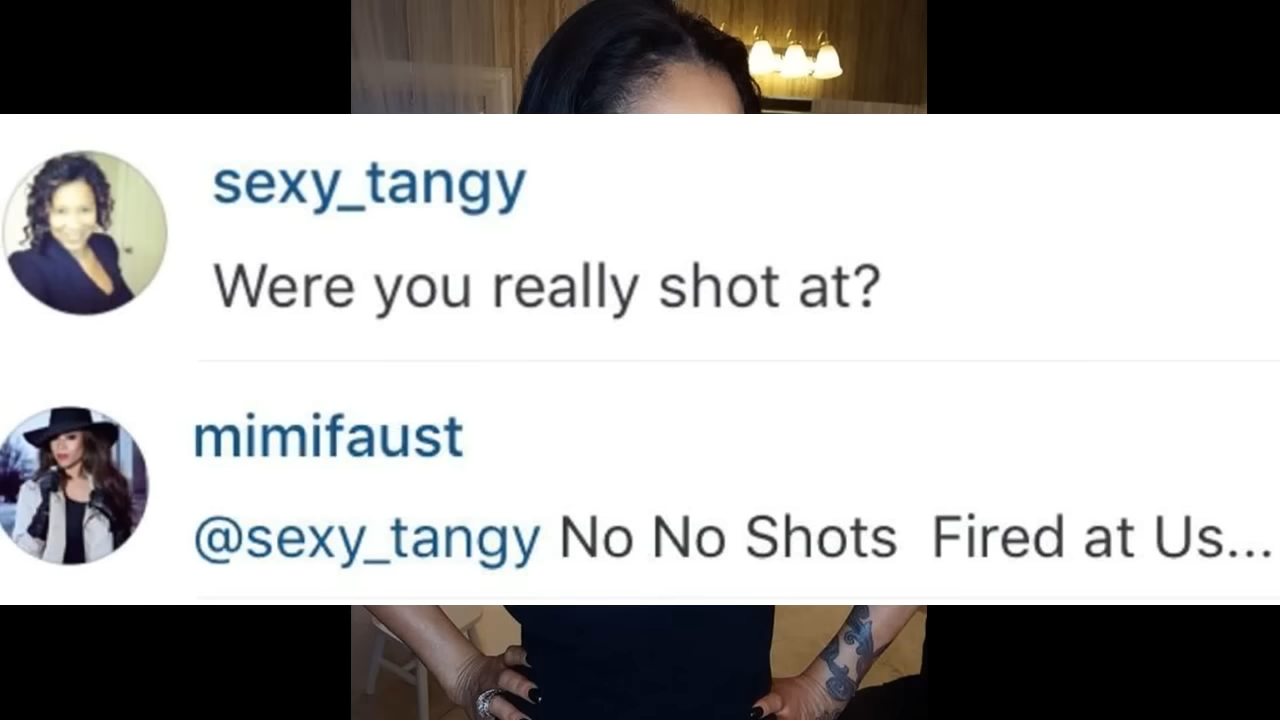 sexy_tangy
Were you really shot at?
mimifaust
@sexy_tangy No No Shots  Fired at Us...